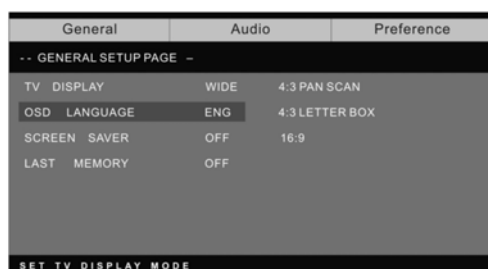 General Audio Preference
-- GENERAL SETUP PAGE –
TV DISPLAY WIDE 4:3 PAN SCAN
OSD LANGUAGE ENG 4:3 LETTER BOX
SCREEN SAVER OFF 16:9
LAST MEMORY OFF
SET TV DISPLAY MODE